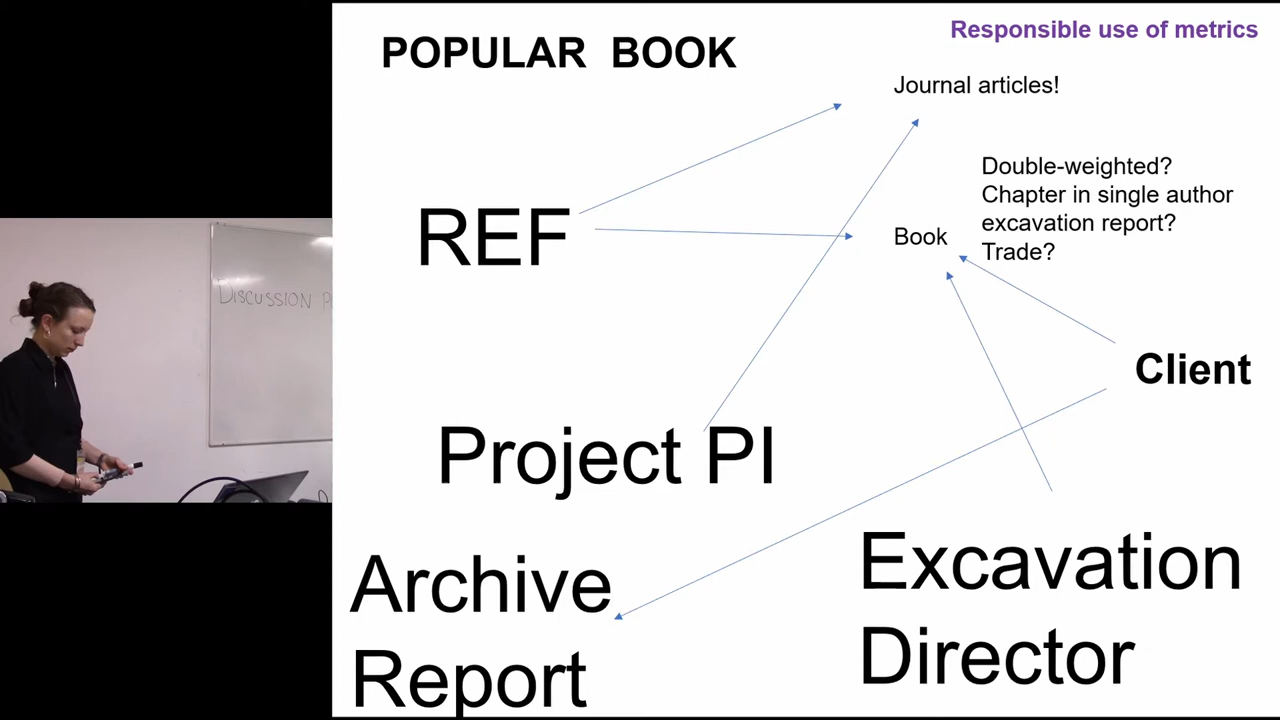 Responsible use of metrics
POPULAR BOOK
Journal articles!
Double-weighted?
Chapter in single author
excavation report?
Trade?
REF
Book
Client
Project PI
Archive
Report
Excavation
Director
DISCUSSION